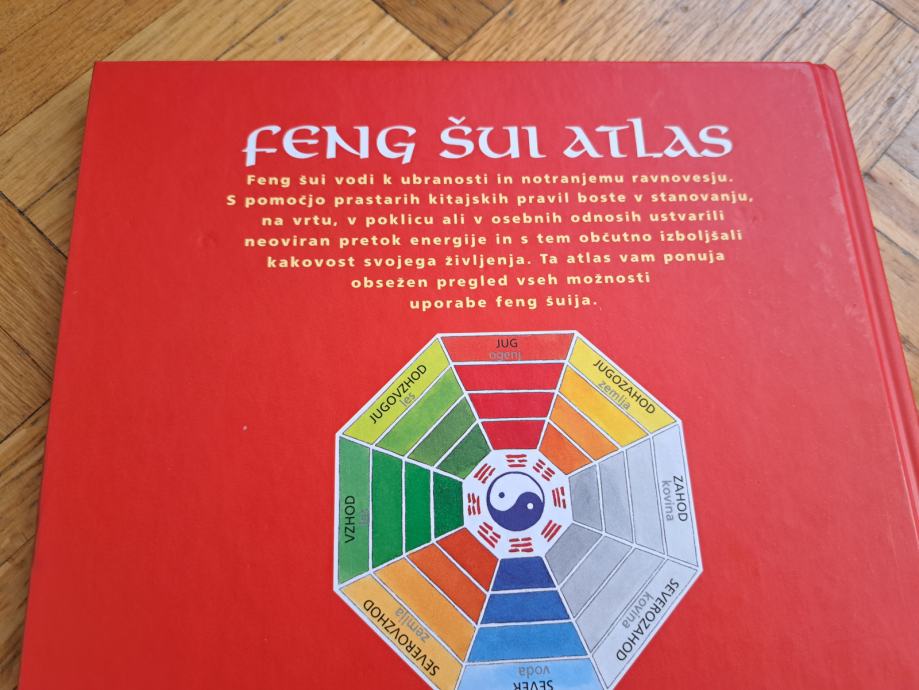 FENG ŠUI ATLAS
Feng šui vodi k ubranosti in notranjemu ravnovesju.
S pomočjo prastarih kitajskih pravil boste v stanovanju,
na vrtu, v poklicu ali v osebnih odnosih ustvarili
neoviran pretok energije in s tem občutno izboljšali
kakovost svojega življenja. Ta atlas vam ponuja
obsežen pregled vseh možnosti
uporabe feng šuija.
JUG
ogenj
JUGOVZHOD
les
JUGOZAHOD
zemlja
VZHOD
les
ZAHOD
kovina
SEVEROVZHOD
zemlja
SEVEROZAHOD
kovina
voda
SEVER